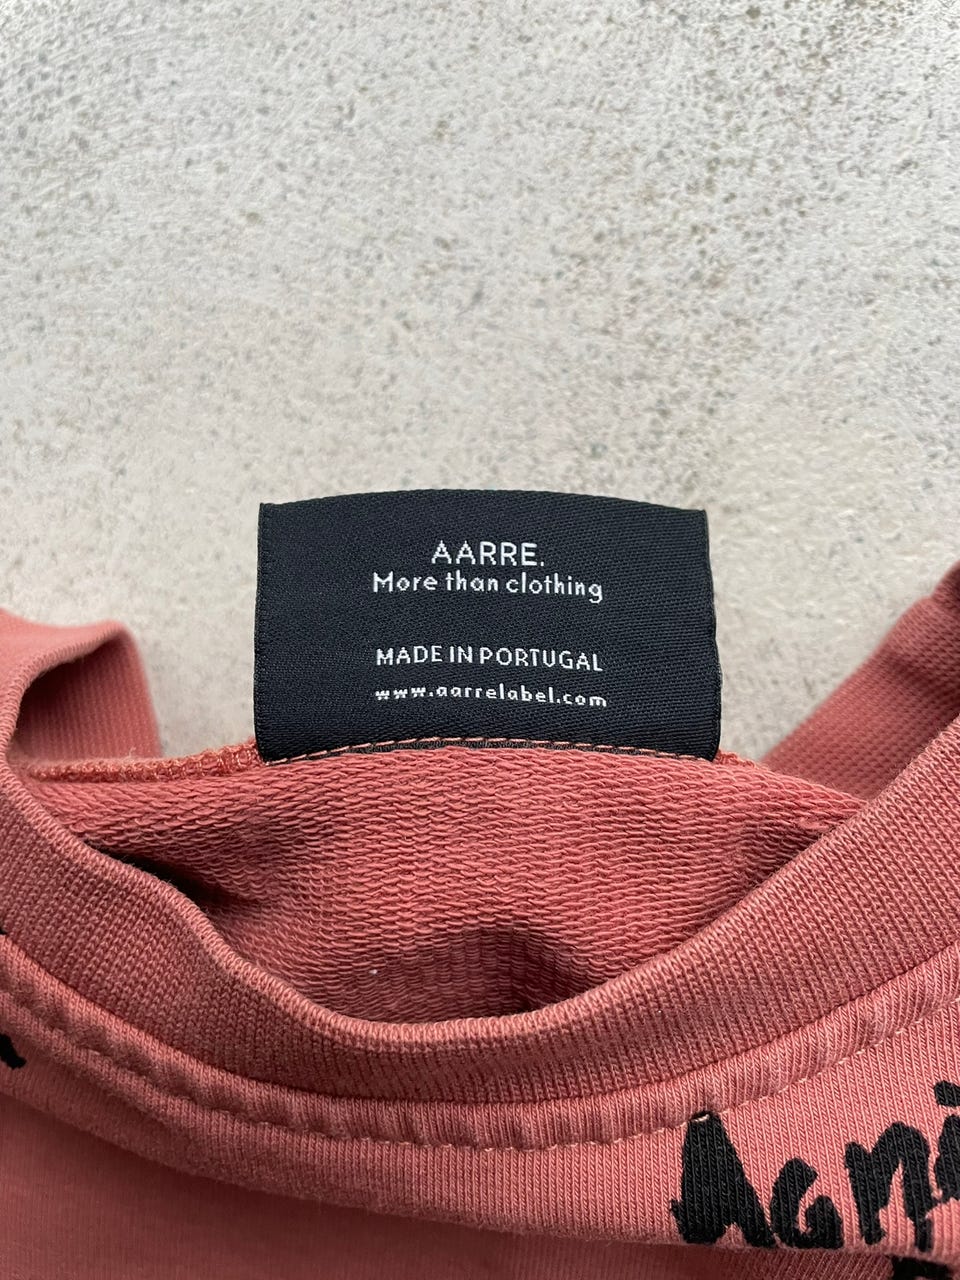 AARRE.
More than clothing
MADE IN PORTUGAL
www.aarrelabel.com